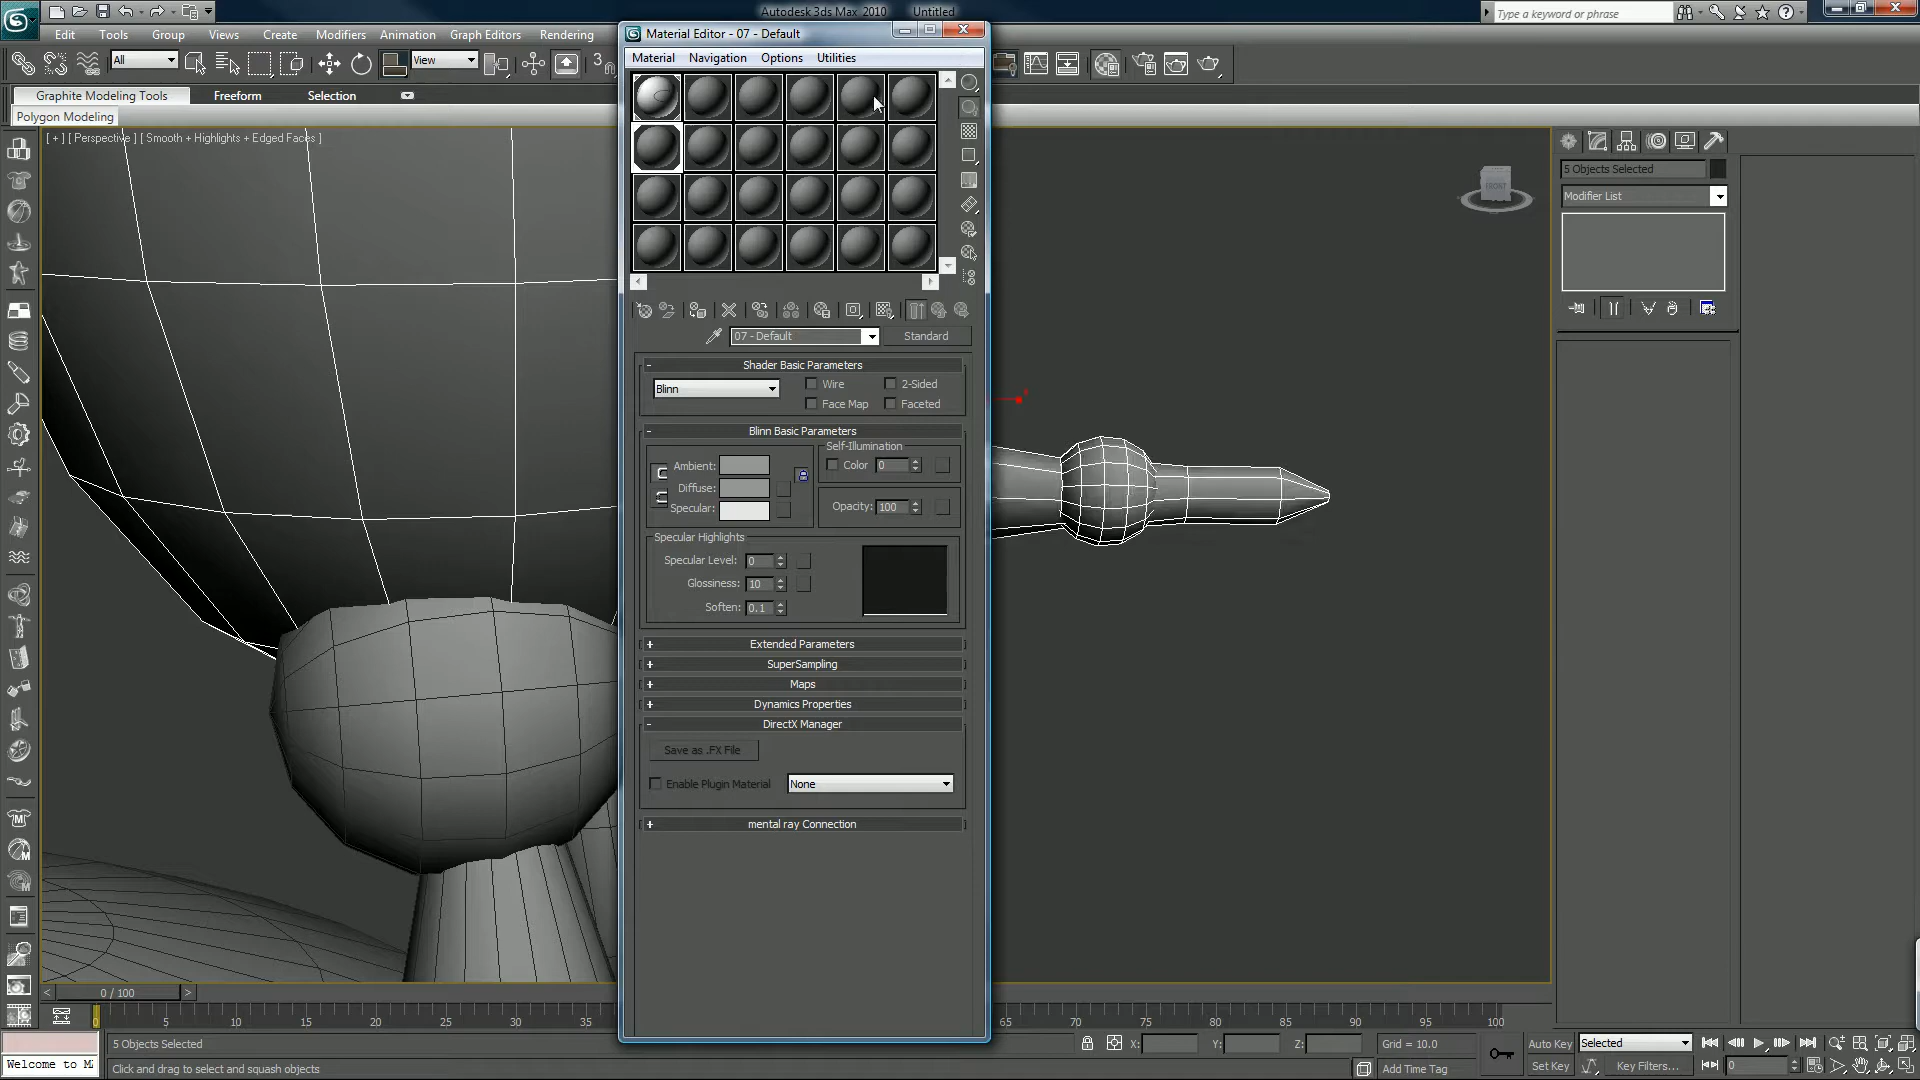 Autodesk 3ds Max 2010 Untitled
Type a keyword or phrase
Edit Tools Group Views Create Modifiers Animation Graph Editors Rendering
All
View
Graphite Modeling Tools Freeform Selection
Polygon Modeling
[ + ] [ Perspective ] [ Smooth + Highlights + Edged Faces ]
Material Editor - 07 - Default
Material Navigation Options Utilities
07 - Default
Standard
Shader Basic Parameters
Blinn
Wire
2-Sided
Face Map
Faceted
Blinn Basic Parameters
Self-Illumination
Ambient:
Color 0
Diffuse:
Specular:
Opacity: 100
Specular Highlights
Specular Level: 0
Glossiness: 10
Soften: 0.1
Extended Parameters
SuperSampling
Maps
Dynamics Properties
DirectX Manager
Save as .FX File
Enable Plugin Material
None
mental ray Connection
FRONT
5 Objects Selected
Modifier List
0 / 100
5 10 15 20 25 30 35 65 70 75 80 85 90 95 100
5 Objects Selected
X: Y: Z:
Grid = 10.0
Auto Key
Selected
Welcome to M
Click and drag to select and squash objects
Add Time Tag
Set Key
Key Filters...
0